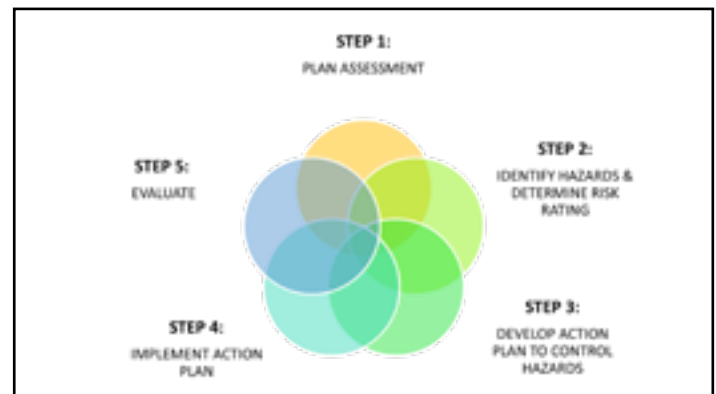 STEP 1:
PLAN ASSESSMENT
STEP 2:
IDENTIFY HAZARDS &
DETERMINE RISK
RATING
STEP 3:
DEVELOP ACTION
PLAN TO CONTROL
HAZARDS
STEP 4:
IMPLEMENT ACTION
PLAN
STEP 5:
EVALUATE